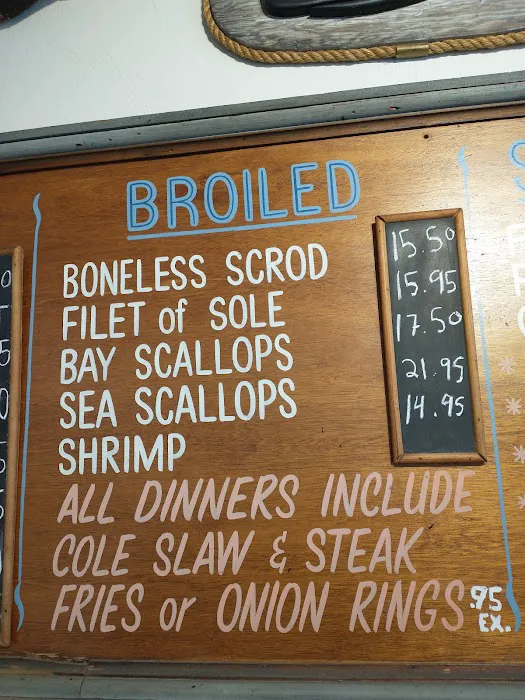 BROILED
BONELESS SCROD 15.50
FILET of SOLE 15.95
BAY SCALLOPS 17.50
SEA SCALLOPS 21.95
SHRIMP 14.95
ALL DINNERS INCLUDE
COLE SLAW & STEAK
FRIES or ONION RINGS .95 EX.